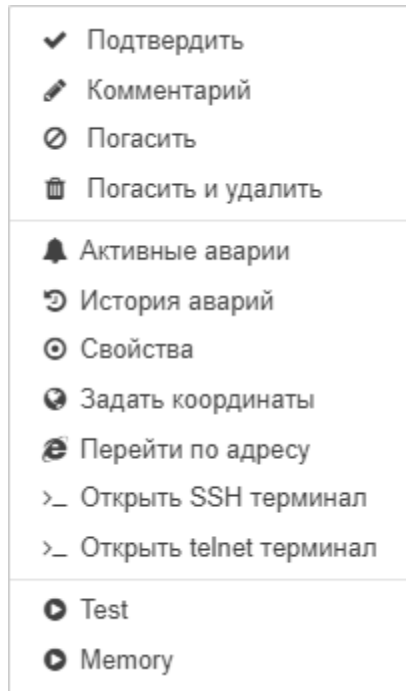 Подтвердить
Комментарий
Погасить
Погасить и удалить
Активные аварии
История аварий
Свойства
Задать координаты
Перейти по адресу
Открыть SSH терминал
Открыть telnet терминал
Test
Memory